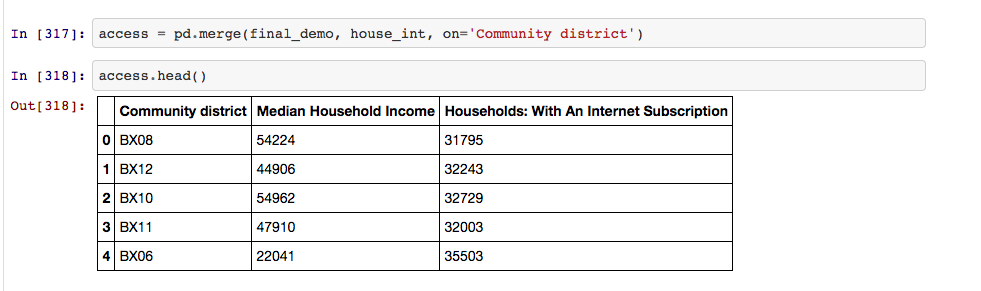 In [317]: access = pd.merge(final_demo, house_int, on='Community district')
In [318]: access.head()
Out[318]:
Community district Median Household Income Households: With An Internet Subscription
0 BX08 54224 31795
1 BX12 44906 32243
2 BX10 54962 32729
3 BX11 47910 32003
4 BX06 22041 35503